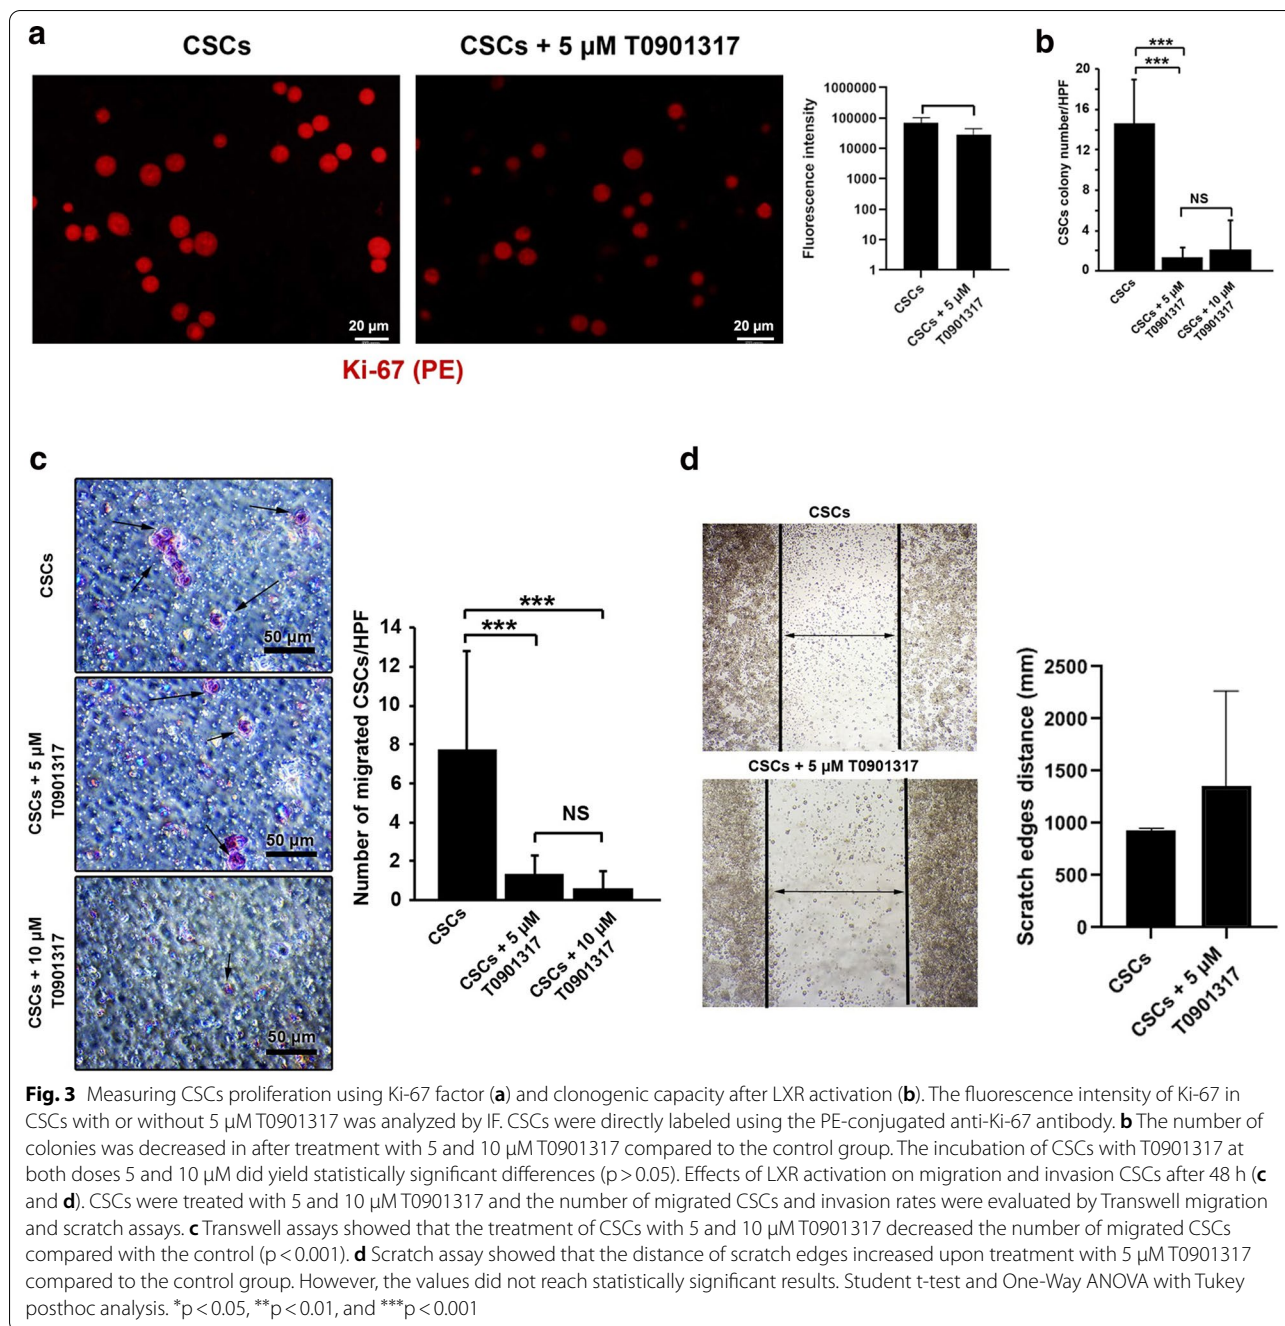 a
CSCs
CSCs + 5 µM T0901317
20 µm
20 µm
Ki-67 (PE)
Fluorescence intensity
1000000
100000
10000
1000
100
10
1
CSCs
CSCs + 5 µM
T0901317
b
CSCs colony number/HPF
20
16
12
8
4
0
***
***
NS
CSCs
CSCs + 5 µM
T0901317
CSCs + 10 µM
T0901317
c
CSCs
50 µm
CSCs + 5 µM
T0901317
50 µm
CSCs + 10 µM
T0901317
50 µm
Number of migrated CSCs/HPF
14
12
10
8
6
4
2
0
***
***
NS
CSCs
CSCs + 5 µM
T0901317
CSCs + 10 µM
T0901317
d
CSCs
CSCs + 5 µM T0901317
Scratch edges distance (mm)
2500
2000
1500
1000
500
0
CSCs
CSCs + 5 µM
T0901317
Fig. 3 Measuring CSCs proliferation using Ki-67 factor (a) and clonogenic capacity after LXR activation (b). The fluorescence intensity of Ki-67 in
CSCs with or without 5 µM T0901317 was analyzed by IF. CSCs were directly labeled using the PE-conjugated anti-Ki-67 antibody. b The number of
colonies was decreased in after treatment with 5 and 10 µM T0901317 compared to the control group. The incubation of CSCs with T0901317 at
both doses 5 and 10 µM did yield statistically significant differences (p > 0.05). Effects of LXR activation on migration and invasion CSCs after 48 h (c
and d). CSCs were treated with 5 and 10 µM T0901317 and the number of migrated CSCs and invasion rates were evaluated by Transwell migration
and scratch assays. c Transwell assays showed that the treatment of CSCs with 5 and 10 µM T0901317 decreased the number of migrated CSCs
compared with the control (p < 0.001). d Scratch assay showed that the distance of scratch edges increased upon treatment with 5 µM T0901317
compared to the control group. However, the values did not reach statistically significant results. Student t-test and One-Way ANOVA with Tukey
posthoc analysis. *p < 0.05, **p < 0.01, and ***p < 0.001